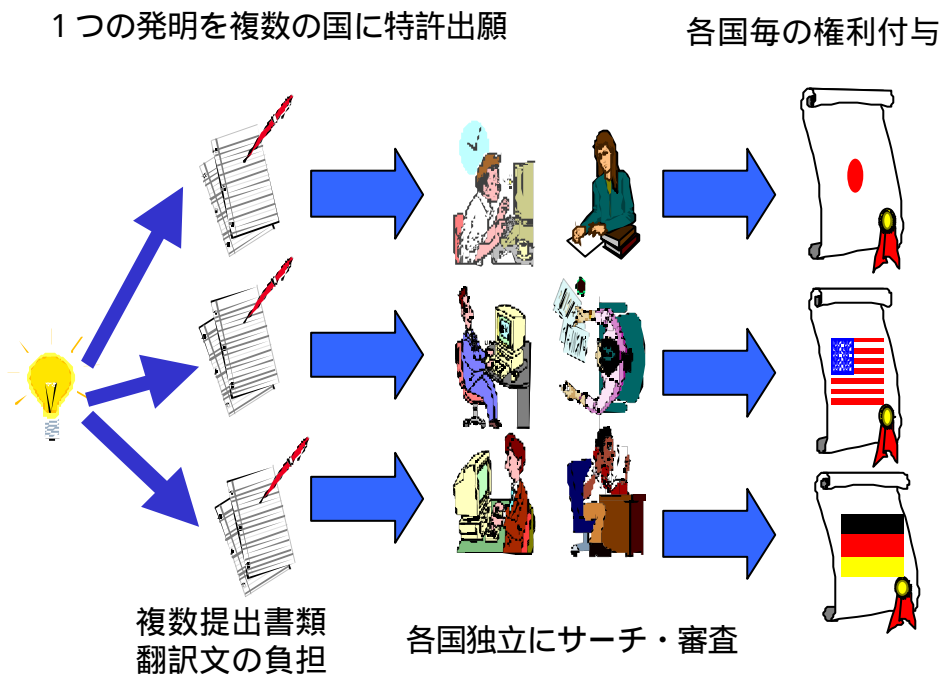 １つの発明を複数の国に特許出願
各国毎の権利付与
複数提出書類
翻訳文の負担
各国独立にサーチ・審査